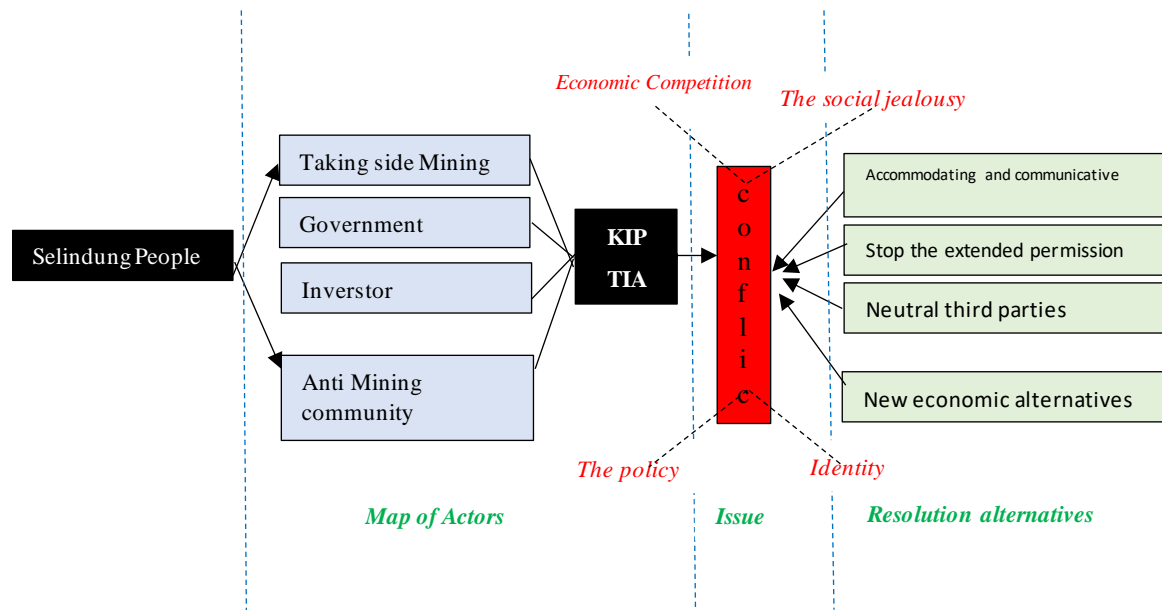 Economic Competition
The social jealousy
Taking side Mining
Government
Inverstor
Anti Mining
community
Selindung People
KIP
TIA
c
o
n
f
l
i
c
Accommodating and communicative
Stop the extended permission
Neutral third parties
New economic alternatives
The policy
Identity
Map of Actors
Issue
Resolution alternatives